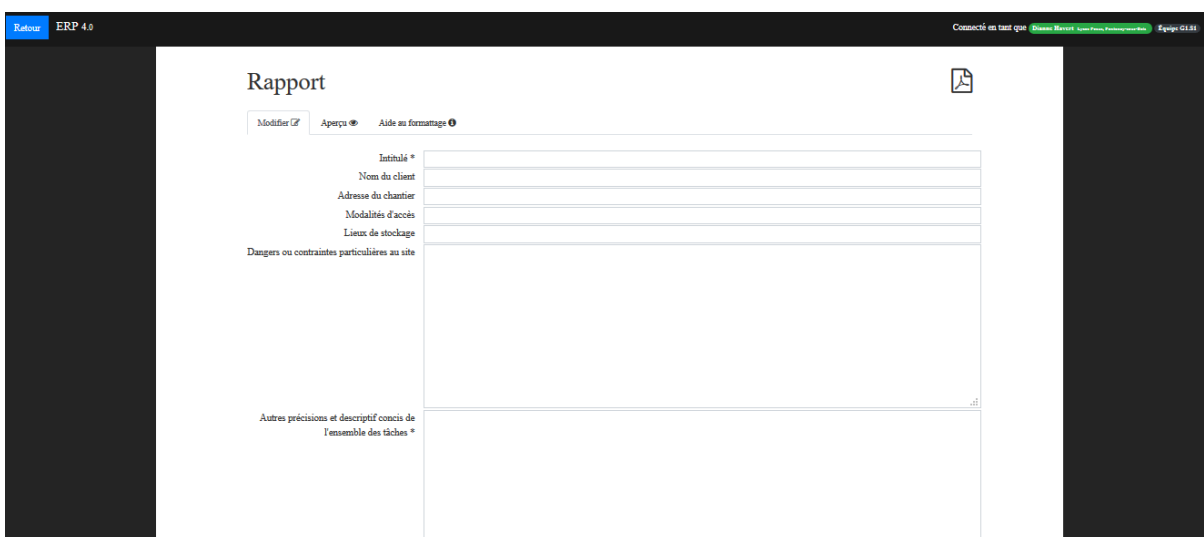 Retour ERP 4.0 Connecté en tant que Équipe G1.S1
Rapport
Modifier Aperçu Aide au formattage
Intitulé *
Nom du client
Adresse du chantier
Modalités d'accès
Lieux de stockage
Dangers ou contraintes particulières au site
Autres précisions et descriptif concis de
l'ensemble des tâches *